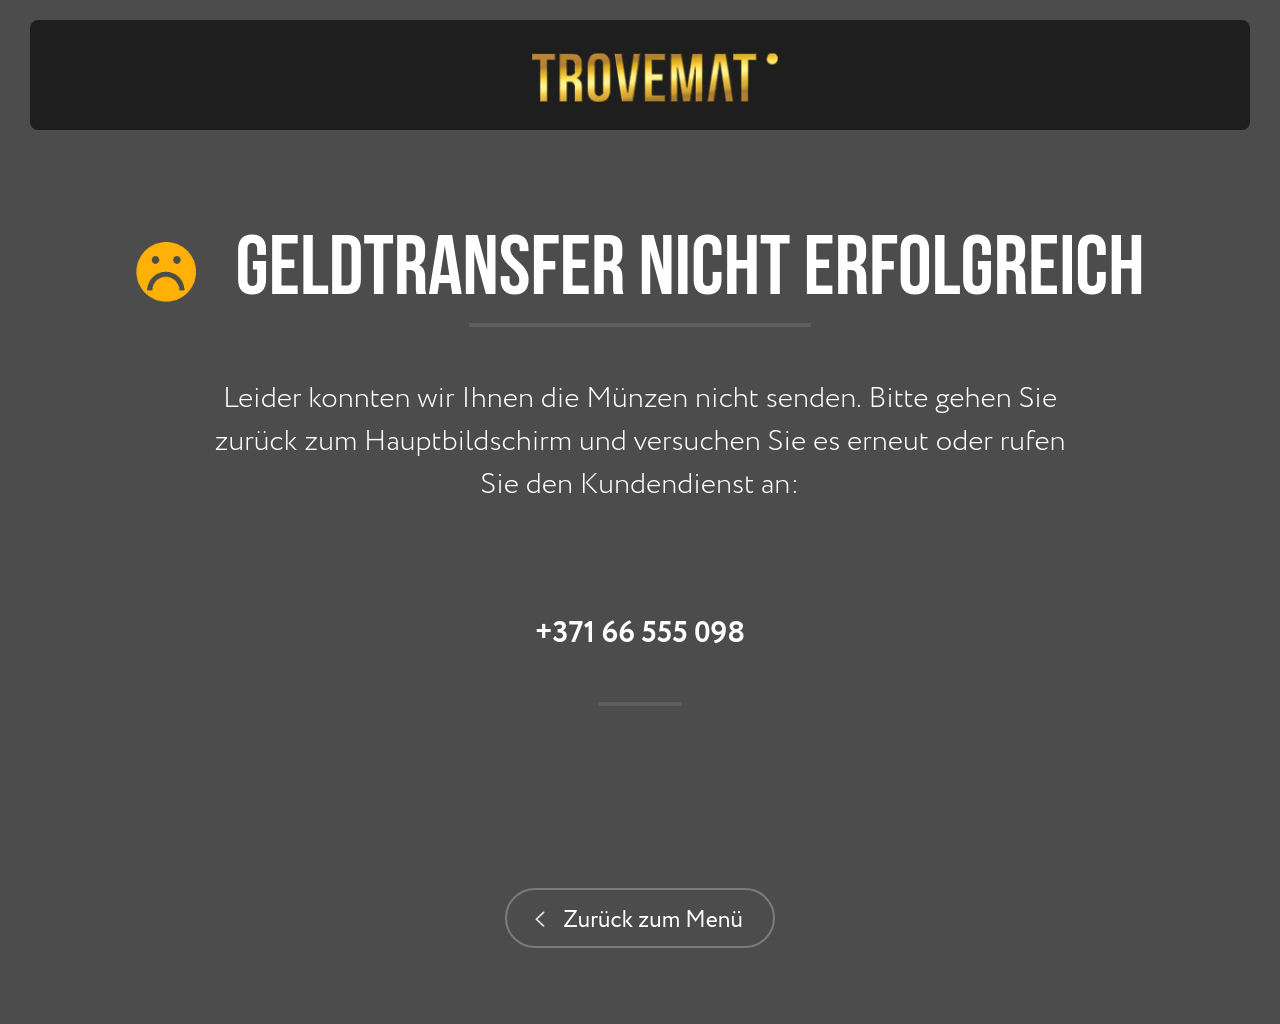 TROVEMAT
GELDTRANSFER NICHT ERFOLGREICH
Leider konnten wir Ihnen die Münzen nicht senden. Bitte gehen Sie
zurück zum Hauptbildschirm und versuchen Sie es erneut oder rufen
Sie den Kundendienst an:
+371 66 555 098
Zurück zum Menü